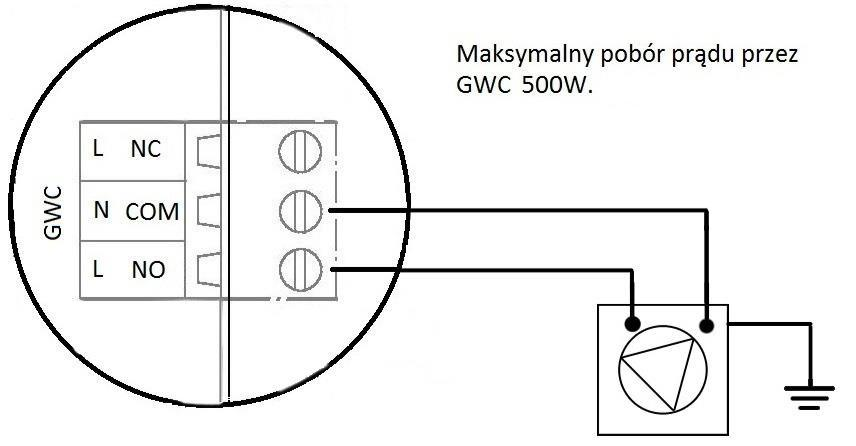 Maksymalny pobór prądu przez
GWC 500W.
GWC
L NC
N COM
L NO